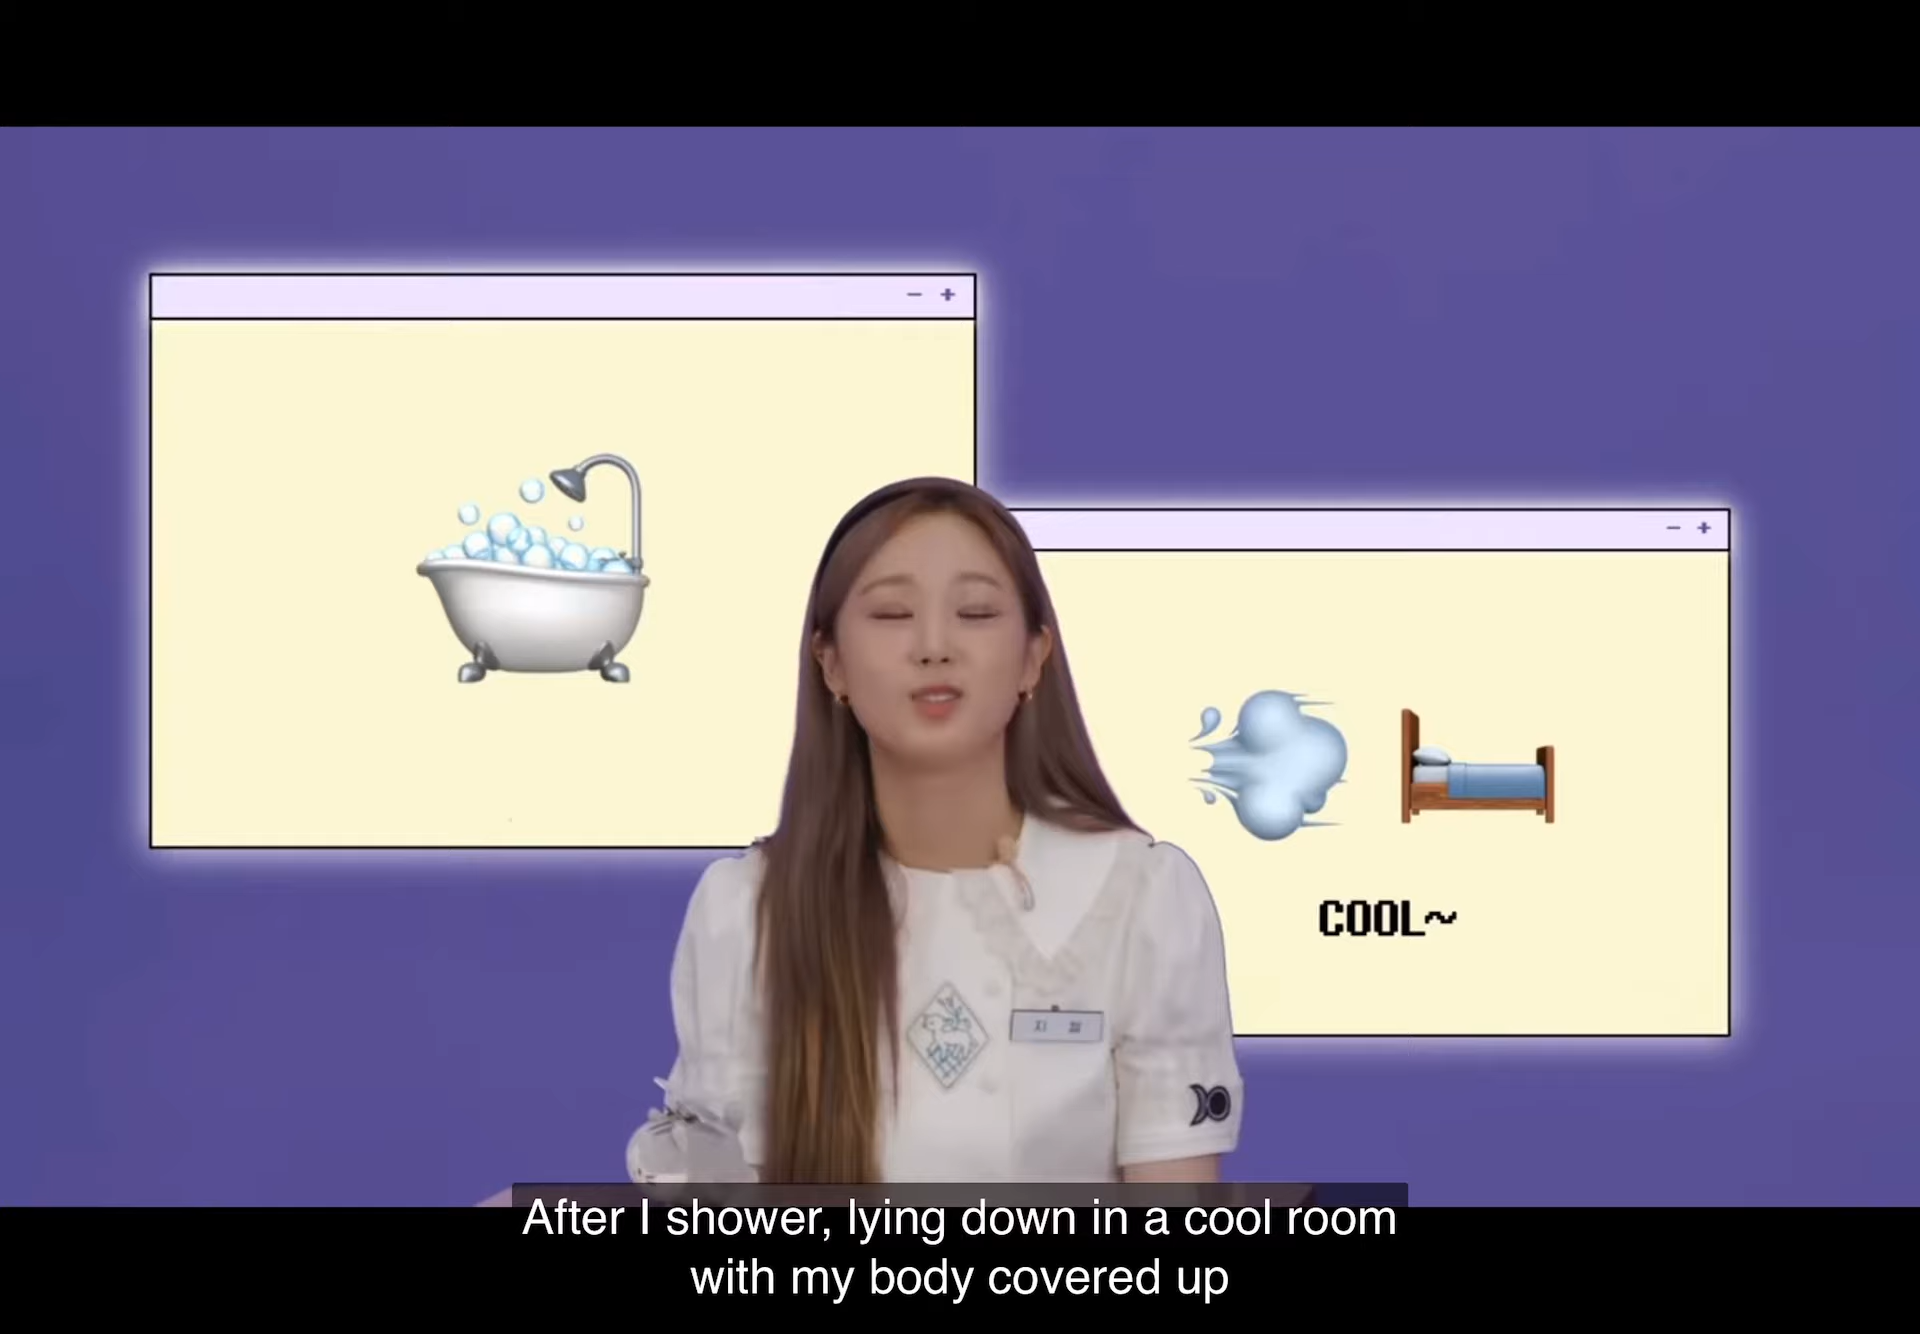 COOL~
After I shower, lying down in a cool room
with my body covered up